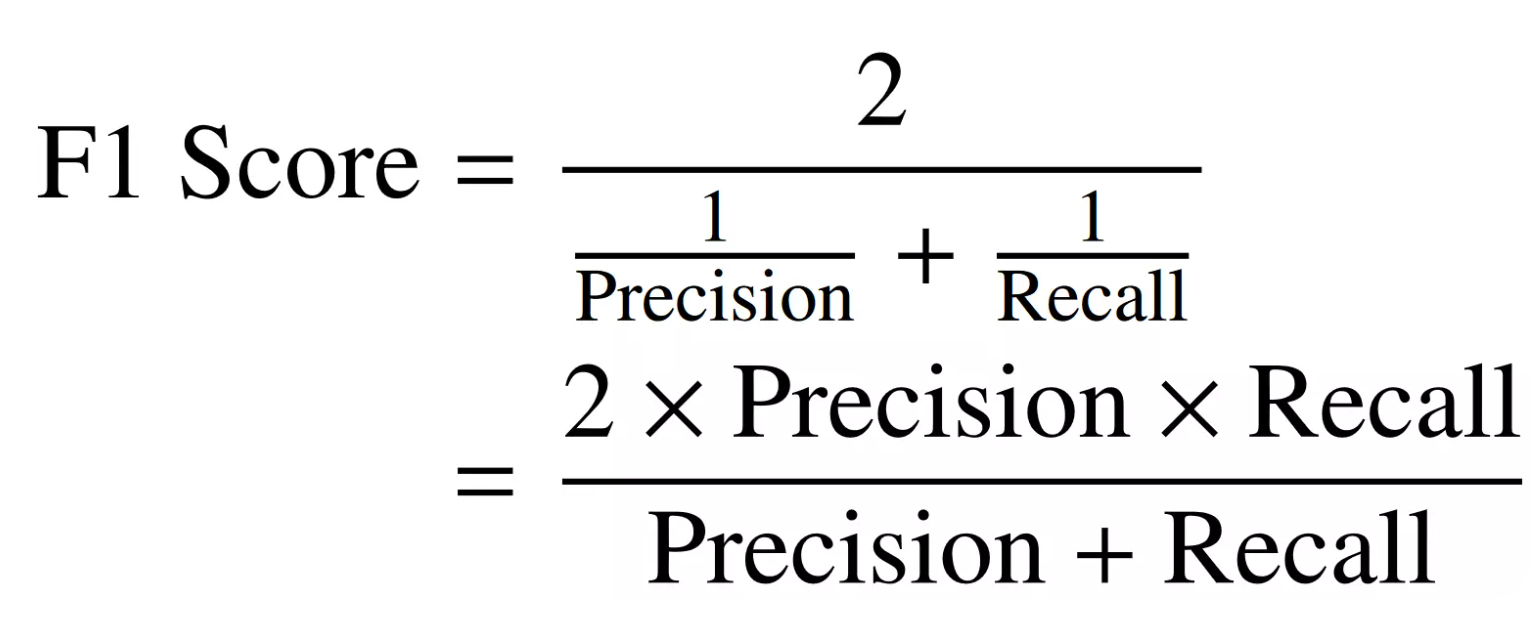 F1 Score = 2
1 + 1
Precision Recall
= 2 × Precision × Recall
Precision + Recall